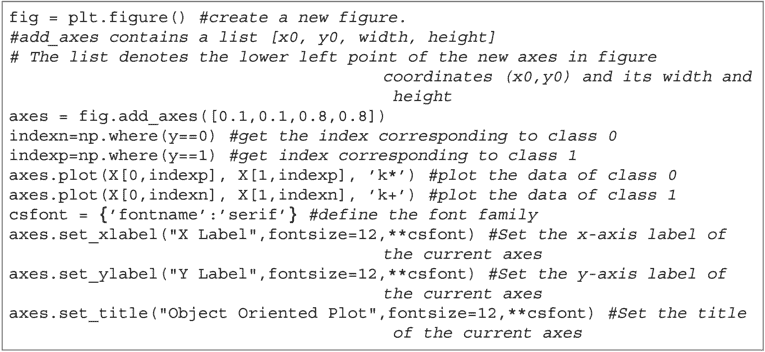 fig = plt.figure() #create a new figure.
#add_axes contains a list [x0, y0, width, height]
# The list denotes the lower left point of the new axes in figure
coordinates (x0,y0) and its width and
height
axes = fig.add_axes([0.1,0.1,0.8,0.8])
indexn=np.where(y==0) #get the index corresponding to class 0
indexp=np.where(y==1) #get index corresponding to class 1
axes.plot(X[0,indexp], X[1,indexp], ’k*’) #plot the data of class 0
axes.plot(X[0,indexn], X[1,indexn], ’k+’) #plot the data of class 1
csfont = {’fontname’:’serif’} #define the font family
axes.set_xlabel("X Label",fontsize=12,**csfont) #Set the x-axis label of
the current axes
axes.set_ylabel("Y Label",fontsize=12,**csfont) #Set the y-axis label of
the current axes
axes.set_title("Object Oriented Plot",fontsize=12,**csfont) #Set the title
of the current axes